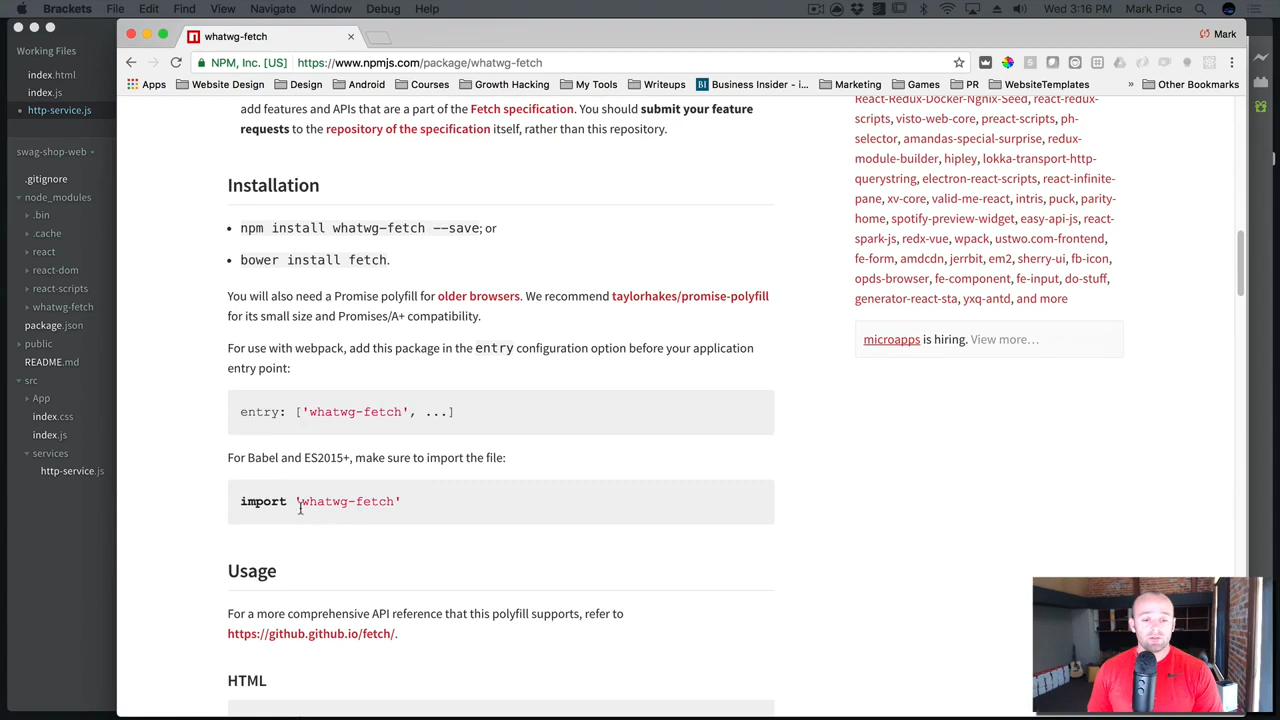 Brackets File Edit View Navigate Window Debug Help
Wed 3:16 PM Mark Price
whatwg-fetch
Mark
NPM, Inc. [US] https://www.npmjs.com/package/whatwg-fetch
Apps Website Design Design Android Courses Growth Hacking My Tools Writeups Business Insider - i... Marketing Games PR WebsiteTemplates » Other Bookmarks
Working Files
index.html
index.js
http-service.js
swag-shop-web
.gitignore
node_modules
.bin
.cache
react
react-dom
react-scripts
whatwg-fetch
package.json
public
README.md
src
App
index.css
index.js
services
http-service.js
add features and APIs that are a part of the Fetch specification. You should submit your feature
requests to the repository of the specification itself, rather than this repository.
Installation
npm install whatwg-fetch --save; or
bower install fetch.
You will also need a Promise polyfill for older browsers. We recommend taylorhakes/promise-polyfill
for its small size and Promises/A+ compatibility.
For use with webpack, add this package in the entry configuration option before your application
entry point:
entry: ['whatwg-fetch', ...]
For Babel and ES2015+, make sure to import the file:
import 'whatwg-fetch'
Usage
For a more comprehensive API reference that this polyfill supports, refer to
https://github.github.io/fetch/.
HTML
React-Redux-Docker-Nghix-Seed, react-redux-
scripts, visto-web-core, preact-scripts, ph-
selector, amandas-special-surprise, redux-
module-builder, hipley, lokka-transport-http-
querystring, electron-react-scripts, react-infinite-
pane, xv-core, valid-me-react, intris, puck, parity-
home, spotify-preview-widget, easy-api-js, react-
spark-js, redx-vue, wpack, ustwo.com-frontend,
fe-form, amdcdn, jerrbit, em2, sherry-ui, fb-icon,
opds-browser, fe-component, fe-input, do-stuff,
generator-react-sta, yxq-antd, and more
microapps is hiring. View more…